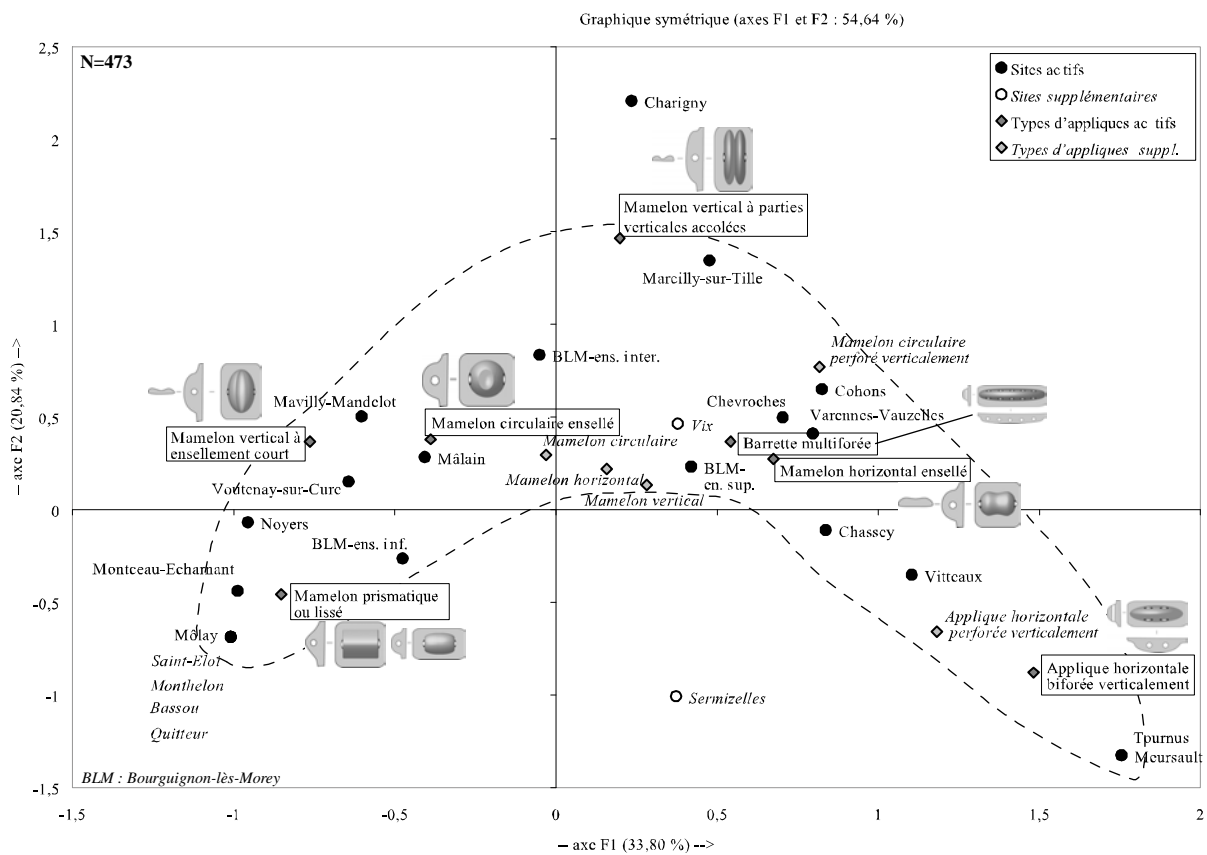 Graphique symétrique (axes F1 et F2 : 54,64 %)
N=473
Sites actifs
Sites supplémentaires
Types d'appliques ac tifs
Types d'appliques suppl.
2,5
2
1,5
1
0,5
0
-0,5
-1
-1,5
– axe F2 (20,84 %) -->
Charigny
Mamelon vertical à parties
verticales accolées
Marcilly-sur-Tille
BLM-ens. inter.
Mamelon circulaire
perforé verticalement
Cohons
Mavilly-Mandelot
Chevroches
Varennes-Vauzelles
Mamelon circulaire ensellé
Vix
Mamelon vertical à
ensellement court
Mamelon circulaire
Barrette multiforée
Mâlain
Mamelon horizontal ensellé
BLM-
en. sup.
Voutenay-sur-Cure
Mamelon horizontal
Mamelon vertical
Noyers
Chassey
BLM-ens. inf.
Montceau-Echarnant
Vitteaux
Mamelon prismatique
ou lissé
Môlay
Applique horizontale
perforée verticalement
Saint-Eloi
Monthelon
Bassou
Quitteur
Applique horizontale
biforée verticalement
Sermizelles
Tournus
Meursault
BLM : Bourguignon-lès-Morey
-1,5
-1
-0,5
0
0,5
1
1,5
2
– axe F1 (33,80 %) -->